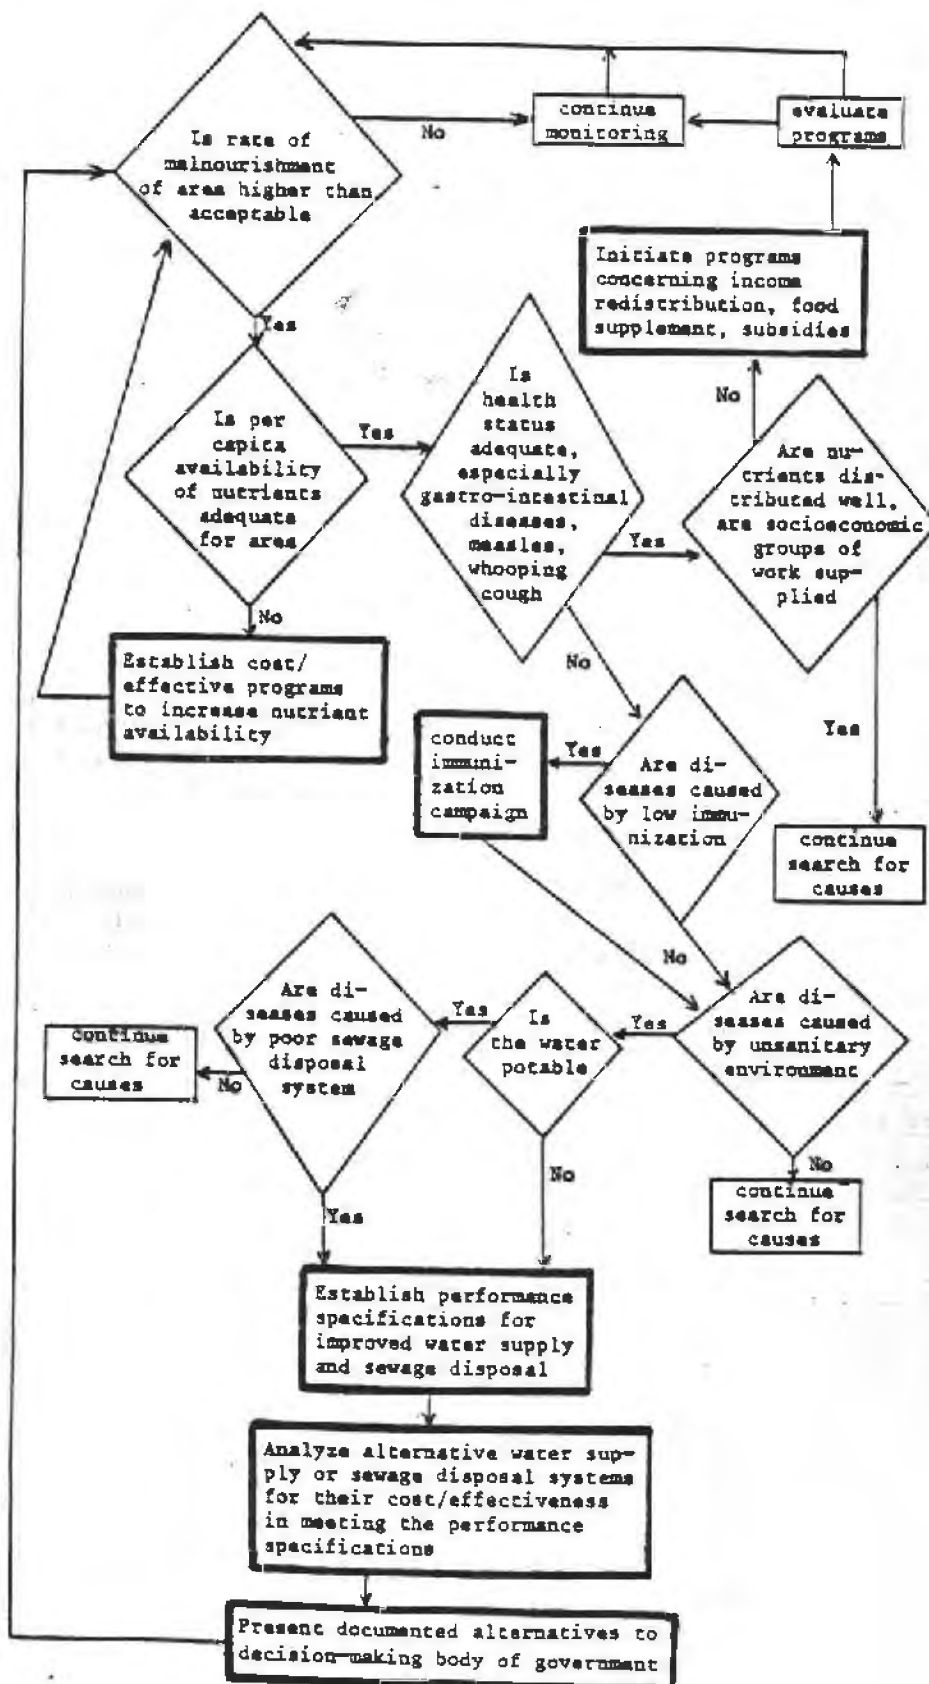 Is rate of
malnourishment
of area higher than
acceptable
No
continue
monitoring
evaluate
programs
Initiate programs
concerning income
redistribution, food
supplement, subsidies
Yes
No
Is per
capita
availability
of nutrients
adequate
for area
Yes
Is
health
status
adequate,
especially
gastro-intestinal
diseases,
measles,
whooping
cough
Yes
Are nu-
trients dis-
tributed well,
are socioeconomic
groups of
work sup-
plied
No
Establish cost/
effective programs
to increase nutrient
availability
No
Yes
conduct
immuni-
zation
campaign
Yes
Are di-
seases caused
by low immu-
nization
continue
search for
causes
No
Are di-
seases caused
by poor sewage
disposal
system
Yes
Is
the water
potable
Yes
Are di-
seases caused
by unsanitary
environment
continue
search for
causes
No
No
No
continue
search for
causes
Yes
Establish performance
specifications for
improved water supply
and sewage disposal
Analyze alternative water sup-
ply or sewage disposal systems
for their cost/effectiveness
in meeting the performance
specifications
Present documented alternatives to
decision-making body of government